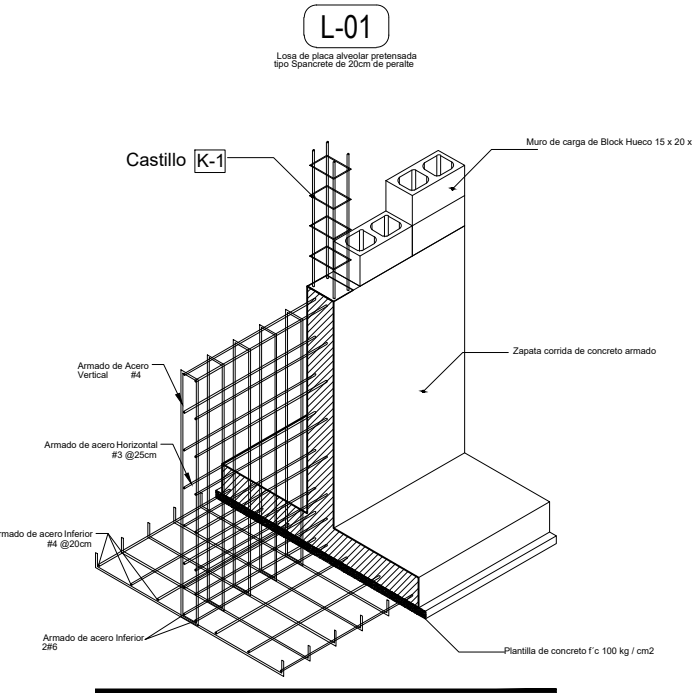 L-01
Losa de placa alveolar pretensada
tipo Spancrete de 20cm de peralte
Muro de carga de Block Hueco 15 x 20 x
Castillo K-1
Zapata corrida de concreto armado
Armado de Acero
Vertical #4
Armado de acero Horizontal
#3 @25cm
rmado de acero Inferior
#4 @20cm
Armado de acero Inferior
2#6
Plantilla de concreto f´c 100 kg / cm2